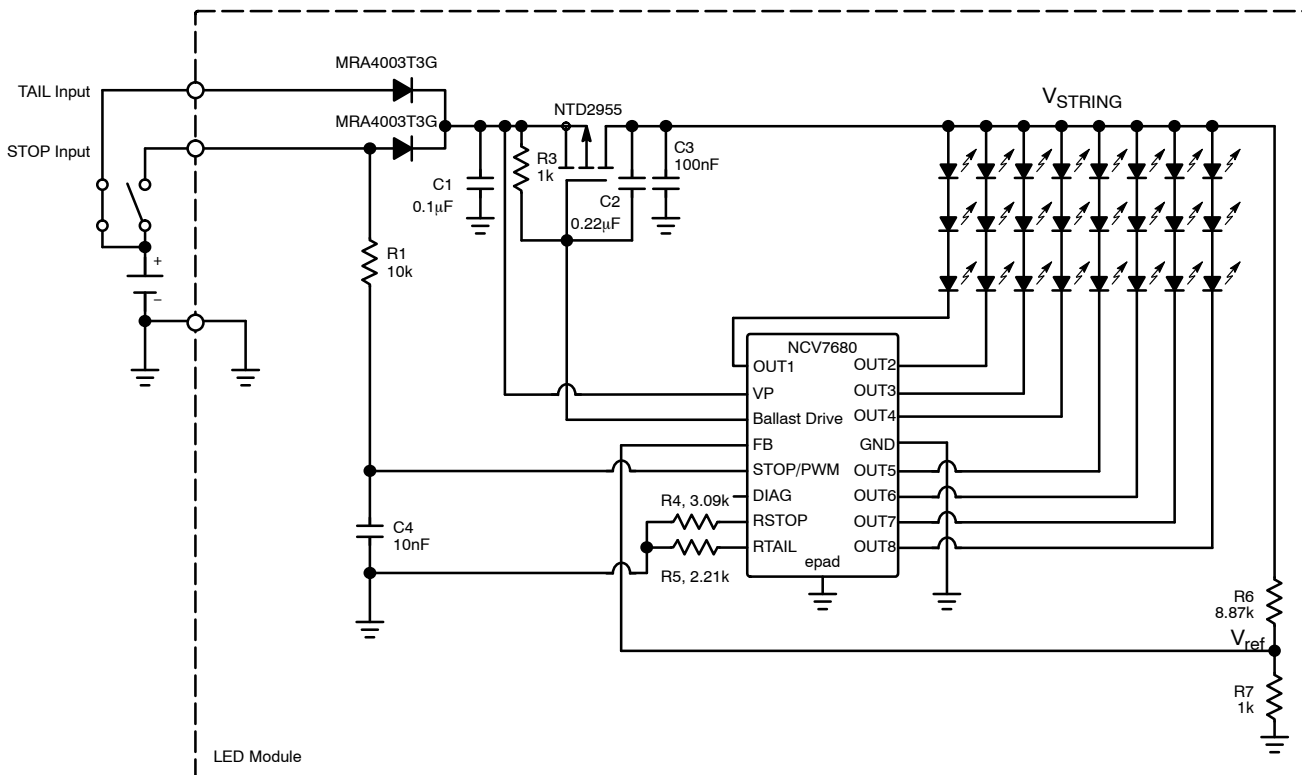 MRA4003T3G
TAIL Input
MRA4003T3G
STOP Input
NTD2955
V_STRING
R3
1k
C3
100nF
C1
0.1μF
C2
0.22μF
R1
10k
+
–
NCV7680
OUT1
VP
Ballast Drive
FB
STOP/PWM
DIAG
RSTOP
RTAIL
OUT2
OUT3
OUT4
GND
OUT5
OUT6
OUT7
OUT8
epad
R4, 3.09k
R5, 2.21k
C4
10nF
R6
8.87k
V_ref
R7
1k
LED Module